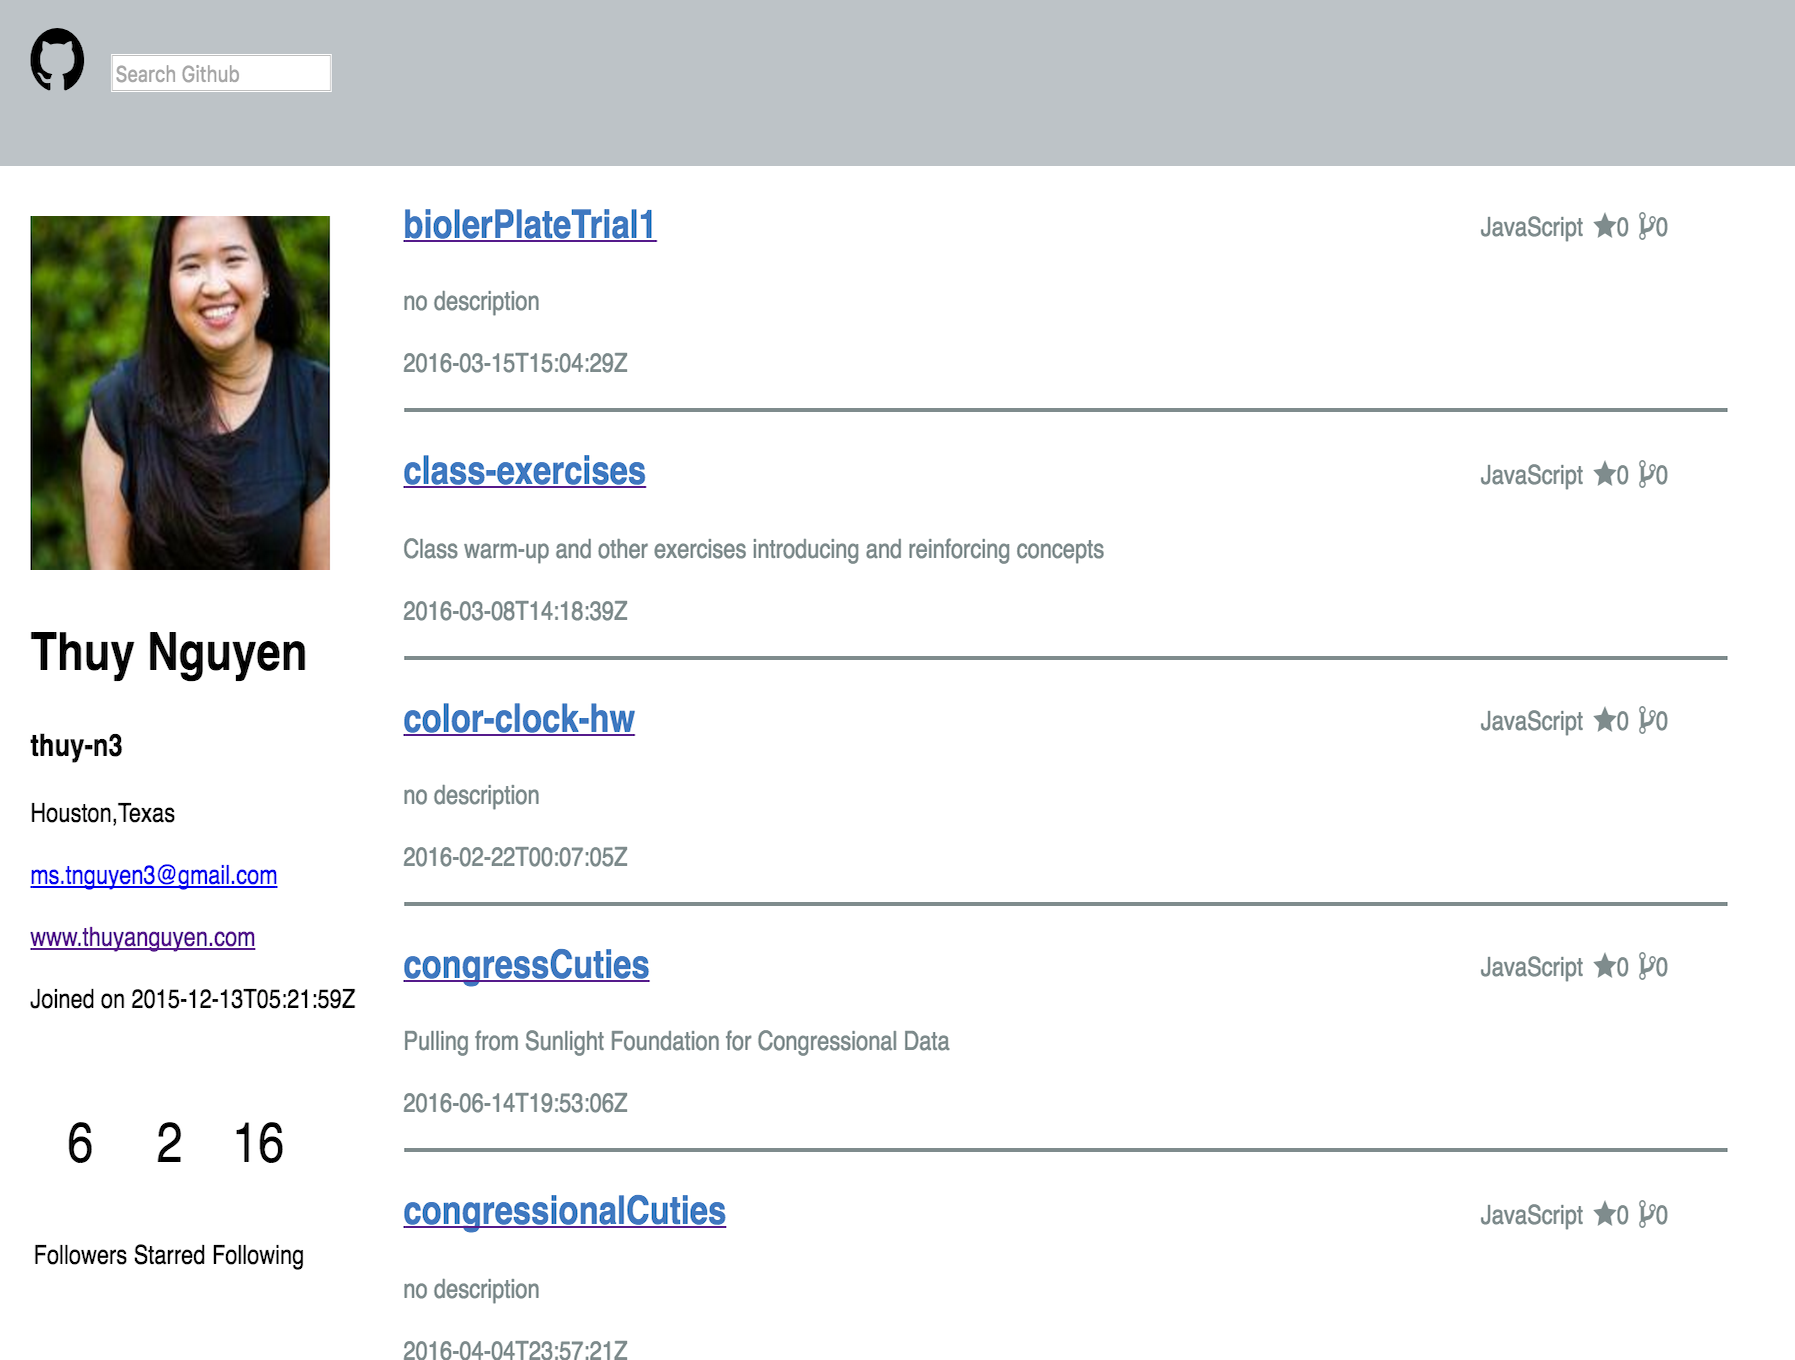 Search Github
Thuy Nguyen
thuy-n3
Houston,Texas
ms.tnguyen3@gmail.com
www.thuyanguyen.com
Joined on 2015-12-13T05:21:59Z
6 2 16
Followers Starred Following
biolerPlateTrial1
JavaScript 0 0
no description
2016-03-15T15:04:29Z
class-exercises
JavaScript 0 0
Class warm-up and other exercises introducing and reinforcing concepts
2016-03-08T14:18:39Z
color-clock-hw
JavaScript 0 0
no description
2016-02-22T00:07:05Z
congressCuties
JavaScript 0 0
Pulling from Sunlight Foundation for Congressional Data
2016-06-14T19:53:06Z
congressionalCuties
JavaScript 0 0
no description
2016-04-04T23:57:21Z